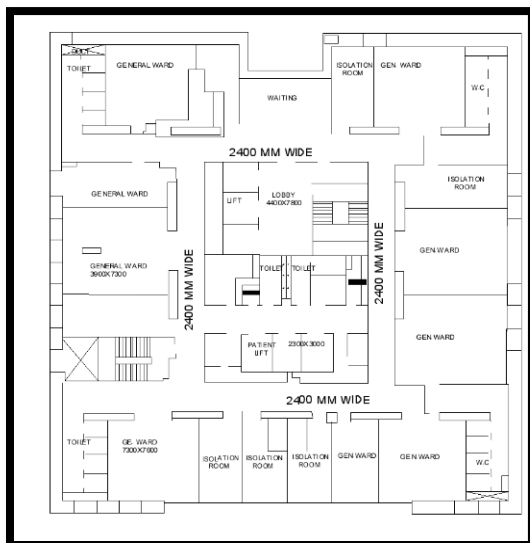 TOILET
GENERAL WARD
ISOLATION
ROOM
GEN WARD
W.C
WAITING
2400 MM WIDE
ISOLATION
ROOM
GENERAL WARD
LIFT
LOBBY
4400X7800
2400 MM WIDE
GEN WARD
GENERAL WARD
3900X7300
TOILET
TOILET
2400 MM WIDE
PATIENT
LIFT
2300X3000
GEN WARD
2400 MM WIDE
TOILET
GE. WARD
7300X7600
ISOLATION
ROOM
ISOLATION
ROOM
ISOLATION
ROOM
GEN WARD
GEN WARD
W.C